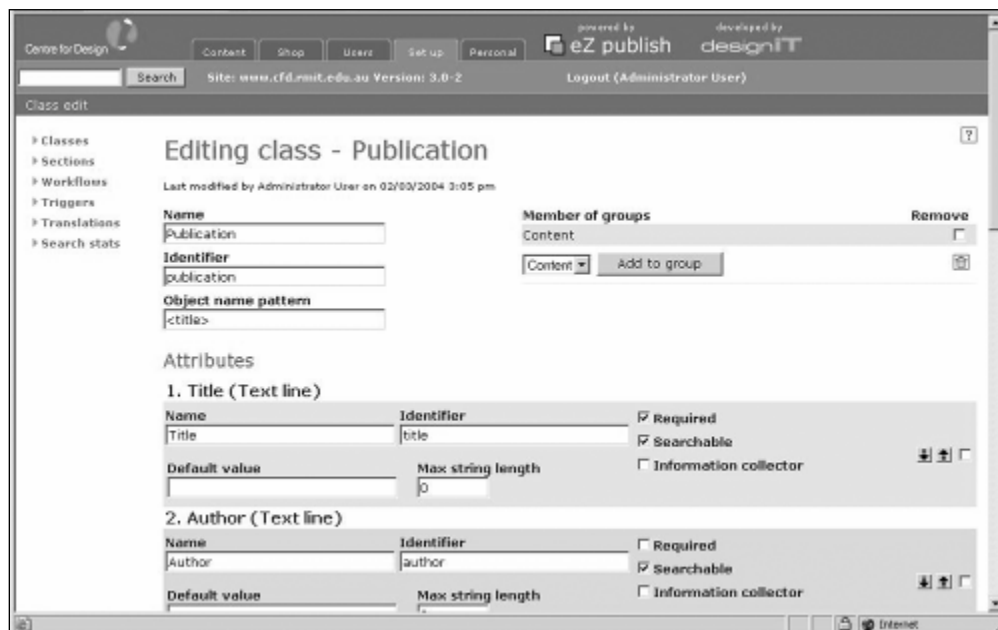 powered by developed by
Centre for Design Content Shop Users Set up Personal eZ publish designIT
Search Site: www.cfd.rmit.edu.au Version: 3.0-2 Logout (Administrator User)
Class edit
Classes
Sections
Workflows
Triggers
Translations
Search stats
?
Editing class - Publication
Last modified by Administrator User on 02/03/2004 3:05 pm
Name
Publication
Identifier
publication
Object name pattern
<title>
Member of groups Remove
Content
Content Add to group
Attributes
1. Title (Text line)
Name Identifier
Title title
Required
Searchable
Information collector
Default value Max string length
0
2. Author (Text line)
Name Identifier
Author author
Required
Searchable
Information collector
Default value Max string length
Internet